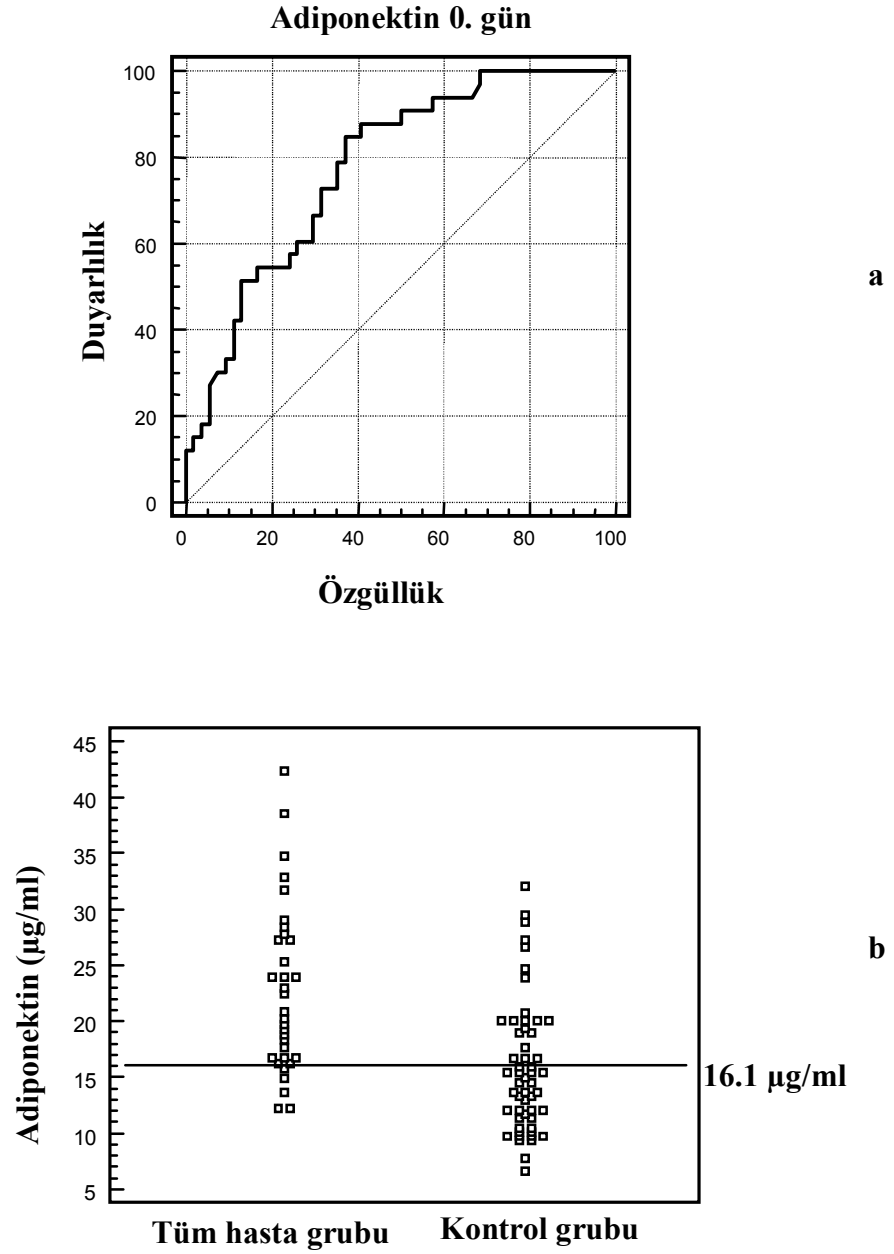 Adiponektin 0. gün
100
80
60
40
20
0
Duyarlılık
0 20 40 60 80 100
Özgüllük
a
45
40
35
30
25
20
15
10
5
Adiponektin (µg/ml)
16.1 µg/ml
Tüm hasta grubu Kontrol grubu
b